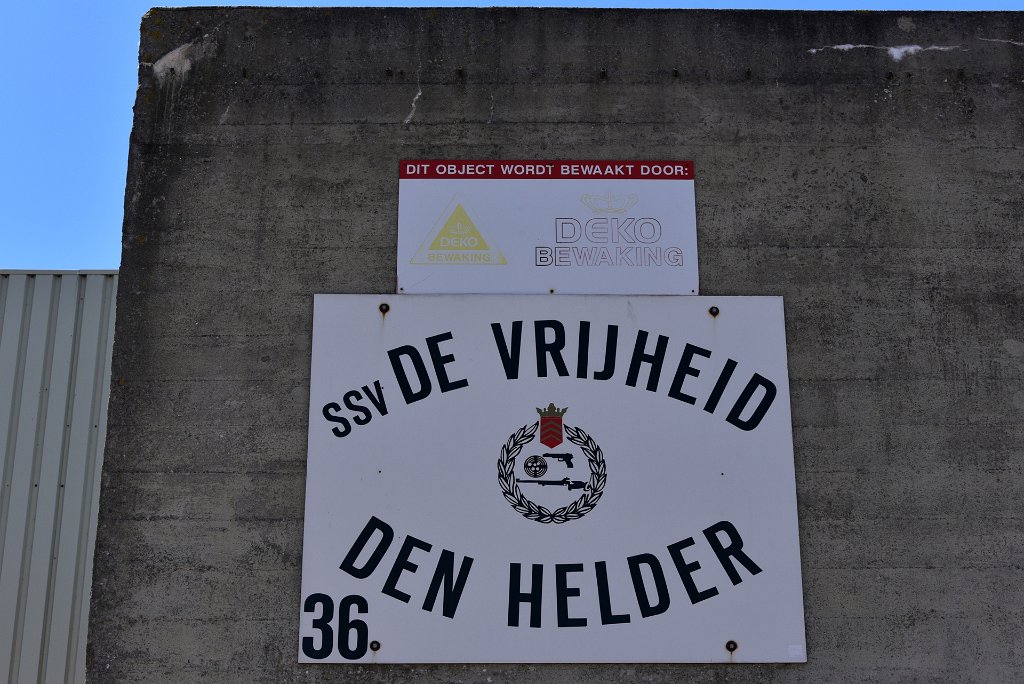 DIT OBJECT WORDT BEWAAKT DOOR:
DEKO
BEWAKING
DEKO
BEWAKING
SSV DE VRIJHEID
DEN HELDER
36